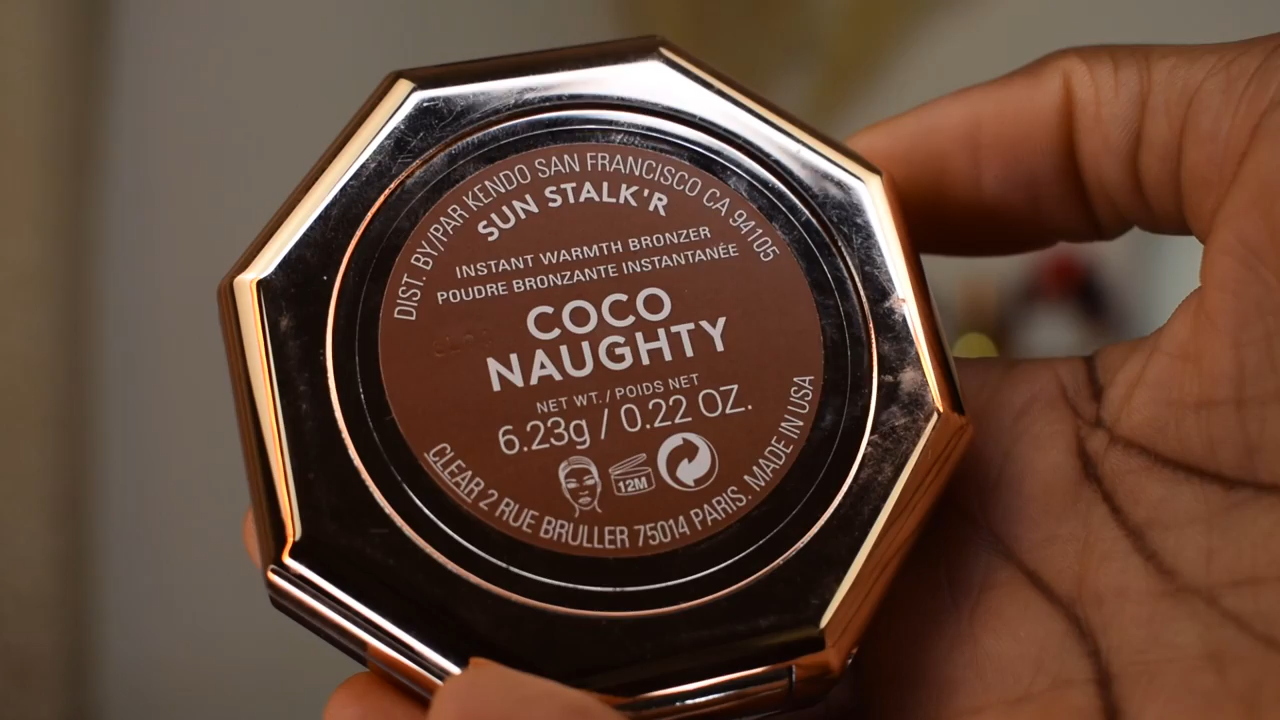 DIST. BY/PAR KENDO SAN FRANCISCO CA 94105
SUN STALK'R
INSTANT WARMTH BRONZER
POUDRE BRONZANTE INSTANTANÉE
COCO
NAUGHTY
NET WT. / POIDS NET
6.23g / 0.22 OZ.
12M
CLEAR 2 RUE BRULLER 75014 PARIS. MADE IN USA